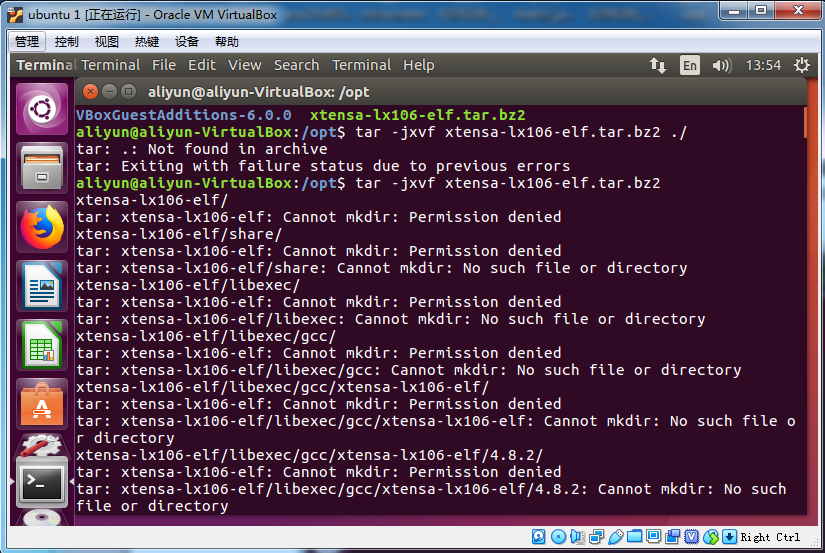 ubuntu 1 [正在运行] - Oracle VM VirtualBox
管理 控制 视图 热键 设备 帮助
Terminal Terminal File Edit View Search Terminal Help En 13:54
aliyun@aliyun-VirtualBox: /opt
VBoxGuestAdditions-6.0.0 xtensa-lx106-elf.tar.bz2
aliyun@aliyun-VirtualBox:/opt$ tar -jxvf xtensa-lx106-elf.tar.bz2 ./
tar: .: Not found in archive
tar: Exiting with failure status due to previous errors
aliyun@aliyun-VirtualBox:/opt$ tar -jxvf xtensa-lx106-elf.tar.bz2
xtensa-lx106-elf/
tar: xtensa-lx106-elf: Cannot mkdir: Permission denied
xtensa-lx106-elf/share/
tar: xtensa-lx106-elf: Cannot mkdir: Permission denied
tar: xtensa-lx106-elf/share: Cannot mkdir: No such file or directory
xtensa-lx106-elf/libexec/
tar: xtensa-lx106-elf: Cannot mkdir: Permission denied
tar: xtensa-lx106-elf/libexec: Cannot mkdir: No such file or directory
xtensa-lx106-elf/libexec/gcc/
tar: xtensa-lx106-elf: Cannot mkdir: Permission denied
tar: xtensa-lx106-elf/libexec/gcc: Cannot mkdir: No such file or directory
xtensa-lx106-elf/libexec/gcc/xtensa-lx106-elf/
tar: xtensa-lx106-elf: Cannot mkdir: Permission denied
tar: xtensa-lx106-elf/libexec/gcc/xtensa-lx106-elf: Cannot mkdir: No such file o
r directory
xtensa-lx106-elf/libexec/gcc/xtensa-lx106-elf/4.8.2/
tar: xtensa-lx106-elf: Cannot mkdir: Permission denied
tar: xtensa-lx106-elf/libexec/gcc/xtensa-lx106-elf/4.8.2: Cannot mkdir: No such
file or directory
Right Ctrl